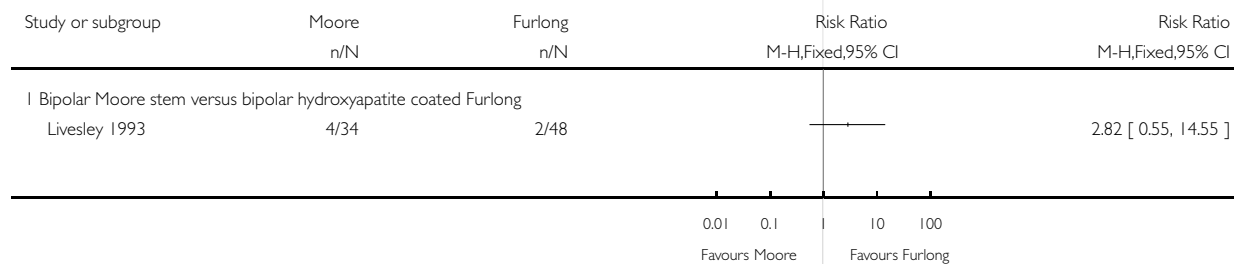 Study or subgroup Moore Furlong Risk Ratio Risk Ratio
n/N n/N M-H,Fixed,95% CI M-H,Fixed,95% CI
1 Bipolar Moore stem versus bipolar hydroxyapatite coated Furlong
Livesley 1993 4/34 2/48 2.82 [ 0.55, 14.55 ]
0.01 0.1 1 10 100
Favours Moore Favours Furlong